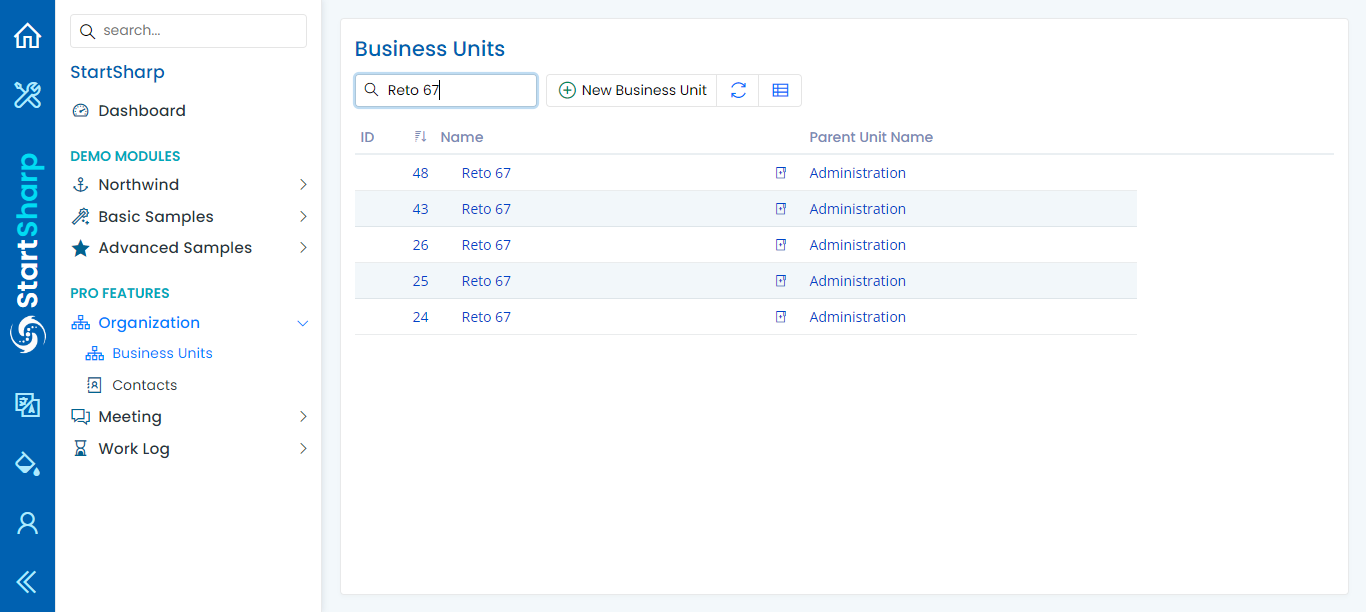 StartSharp
search...
StartSharp
Dashboard
DEMO MODULES
Northwind
Basic Samples
Advanced Samples
PRO FEATURES
Organization
Business Units
Contacts
Meeting
Work Log
Business Units
Reto 67
New Business Unit
ID Name Parent Unit Name
48 Reto 67 Administration
43 Reto 67 Administration
26 Reto 67 Administration
25 Reto 67 Administration
24 Reto 67 Administration